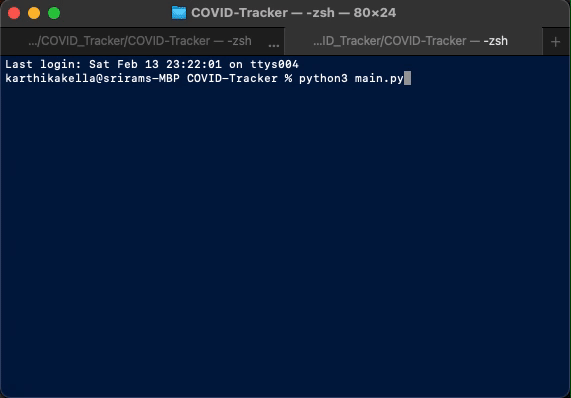 COVID-Tracker — -zsh — 80×24
.../COVID_Tracker/COVID-Tracker — -zsh ... ...ID_Tracker/COVID-Tracker — -zsh +
Last login: Sat Feb 13 23:22:01 on ttys004
karthikakella@srirams-MBP COVID-Tracker % python3 main.py